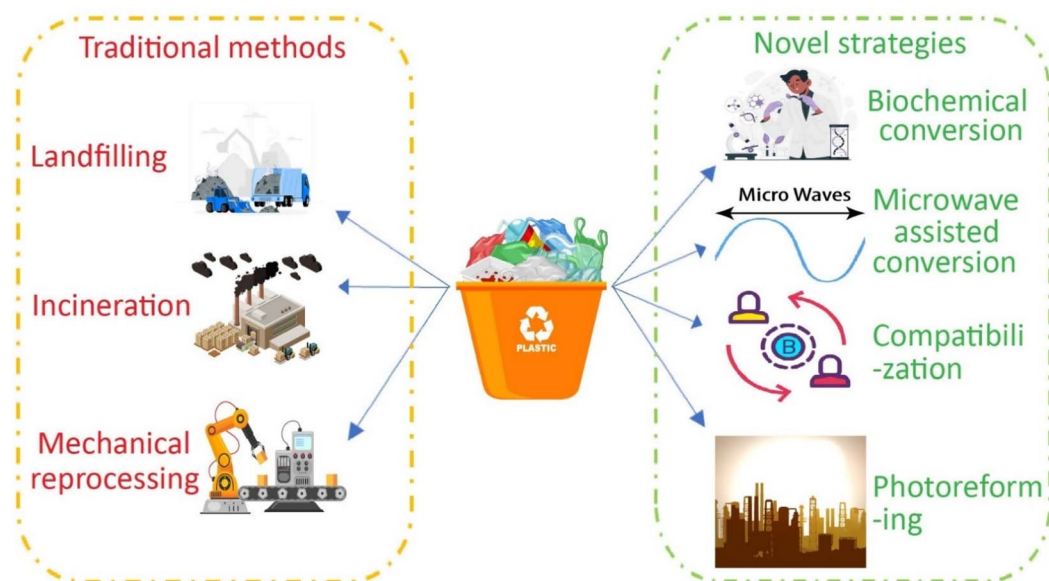 Traditional methods
Landfilling
Incineration
Mechanical
reprocessing
PLASTIC
Novel strategies
Biochemical
conversion
Micro Waves
Microwave
assisted
conversion
B
Compatibili
-zation
Photoreform
-ing